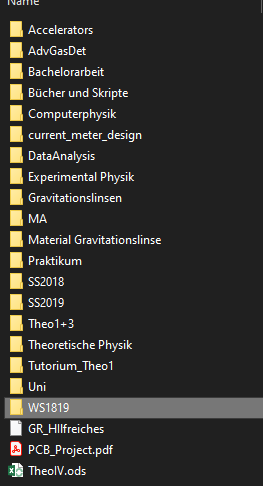 Name
Accelerators
AdvGasDet
Bachelorarbeit
Bücher und Skripte
Computerphysik
current_meter_design
DataAnalysis
Experimental Physik
Gravitationslinsen
MA
Material Gravitationslinse
Praktikum
SS2018
SS2019
Theo1+3
Theoretische Physik
Tutorium_Theo1
Uni
WS1819
GR_HIlfreiches
PCB_Project.pdf
TheoIV.ods